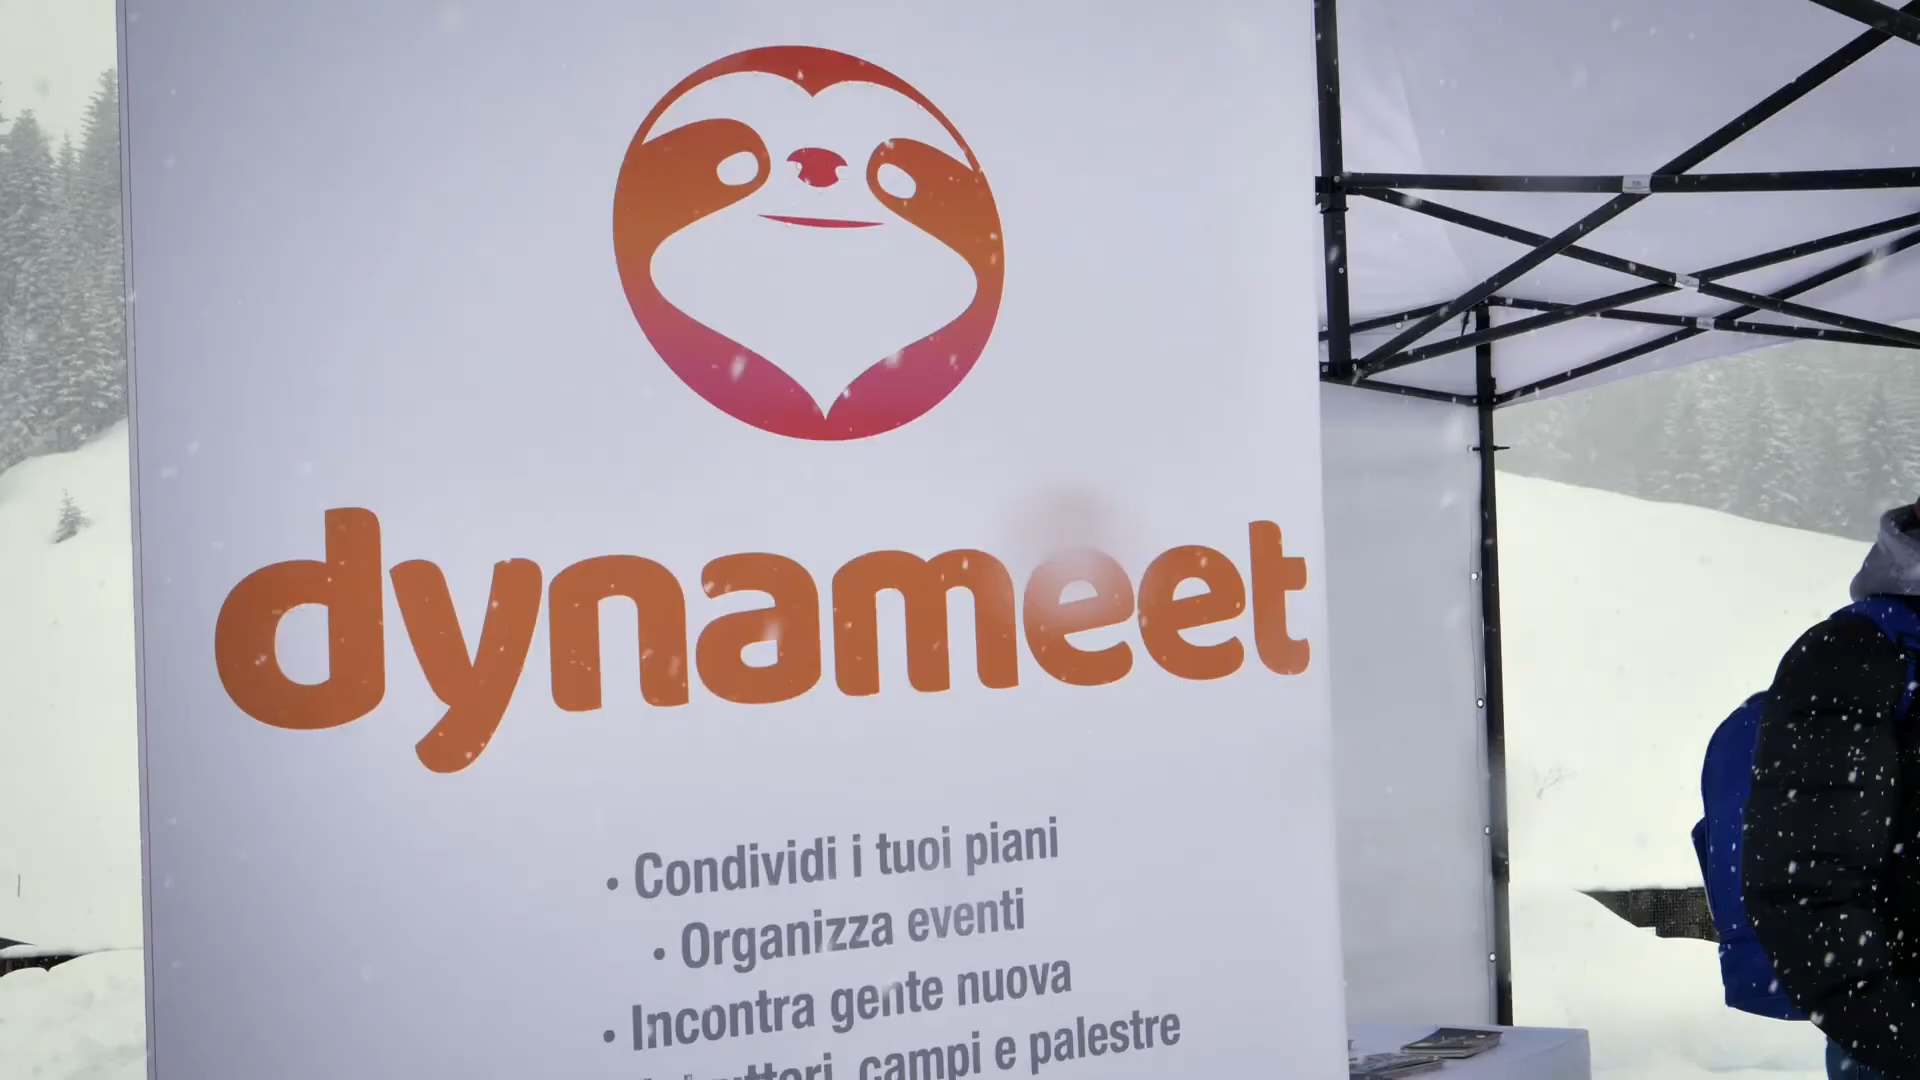 dynameet
• Condividi i tuoi piani
• Organizza eventi
• Incontra gente nuova
campi e palestre